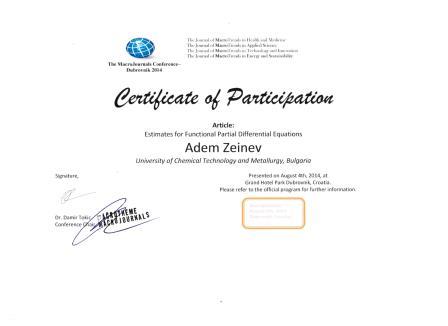 The Journal of MacroTrends in Health and Medicine
The Journal of MacroTrends in Applied Science
The Journal of MacroTrends in Technology and Innovation
The Journal of MacroTrends in Energy and Sustainability
The MacroJournals Conference–
Dubrovnik 2014
Certificate of Participation
Article:
Estimates for Functional Partial Differential Equations
Adem Zeinev
University of Chemical Technology and Metallurgy, Bulgaria
Signature,
Presented on August 4th, 2014, at
Grand Hotel Park Dubrovnik, Croatia.
Please refer to the official program for further information.
Dr. Damir Tokic
Conference Chair
MACROJOURNALS